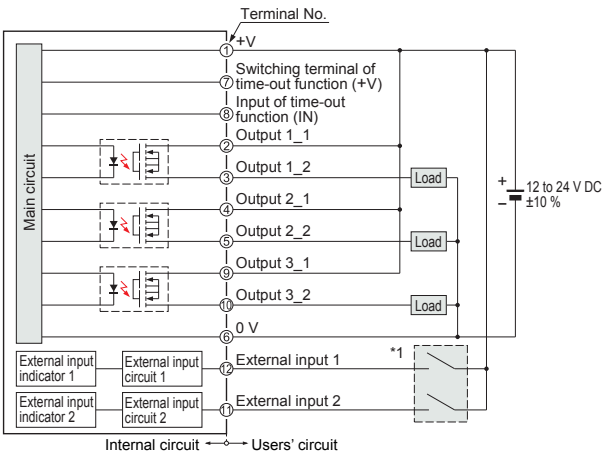 Terminal No.
① +V
⑦ Switching terminal of
time-out function (+V)
⑧ Input of time-out
function (IN)
② Output 1_1
③ Output 1_2
Load
④ Output 2_1
⑤ Output 2_2
Load
⑨ Output 3_1
⑩ Output 3_2
Load
⑥ 0 V
Main circuit
+
−
12 to 24 V DC
±10 %
External input
indicator 1
External input
circuit 1
⑫ External input 1
*1
External input
indicator 2
External input
circuit 2
⑪ External input 2
Internal circuit
Users' circuit